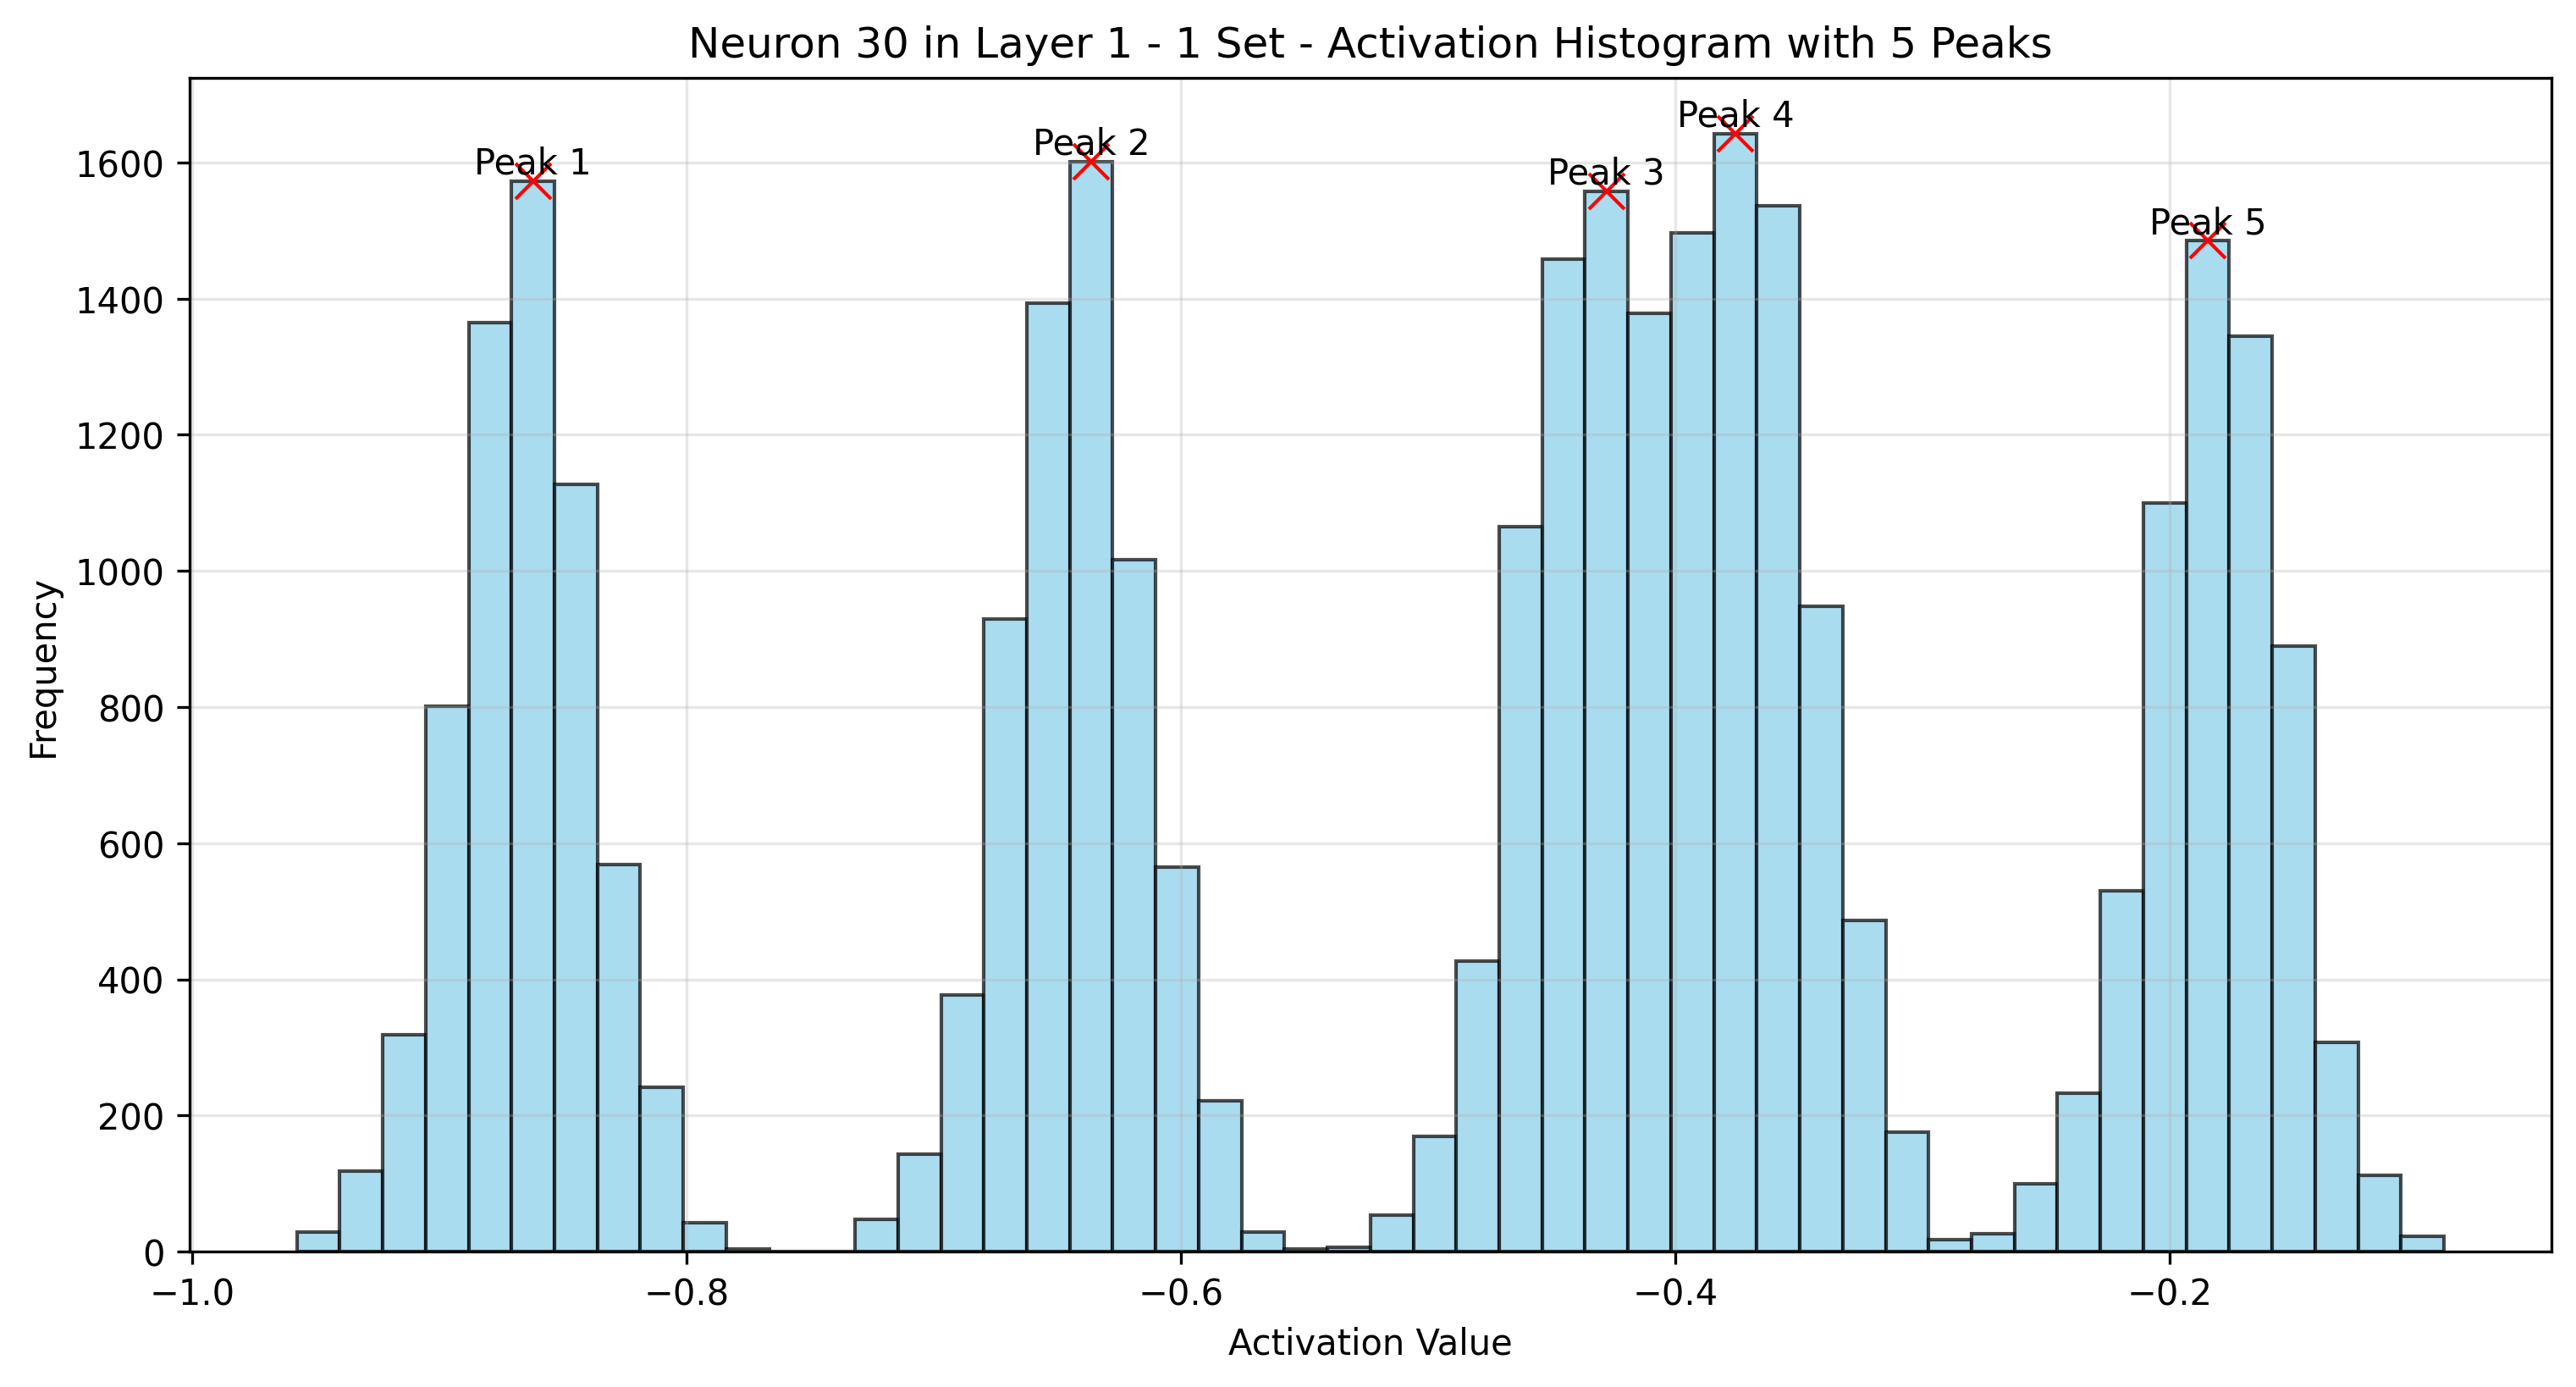 Neuron 30 in Layer 1 - 1 Set - Activation Histogram with 5 Peaks
Peak 1
Peak 2
Peak 3
Peak 4
Peak 5
Frequency
1600
1400
1200
1000
800
600
400
200
0
−1.0 −0.8 −0.6 −0.4 −0.2
Activation Value